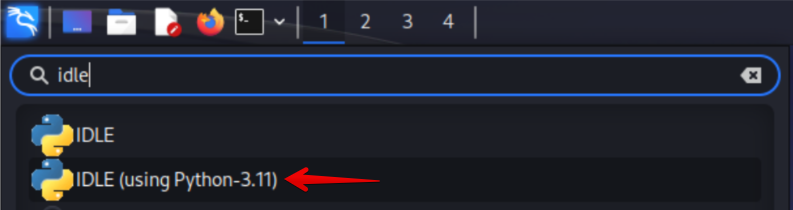 $_
1 2 3 4
idle
IDLE
IDLE (using Python-3.11)